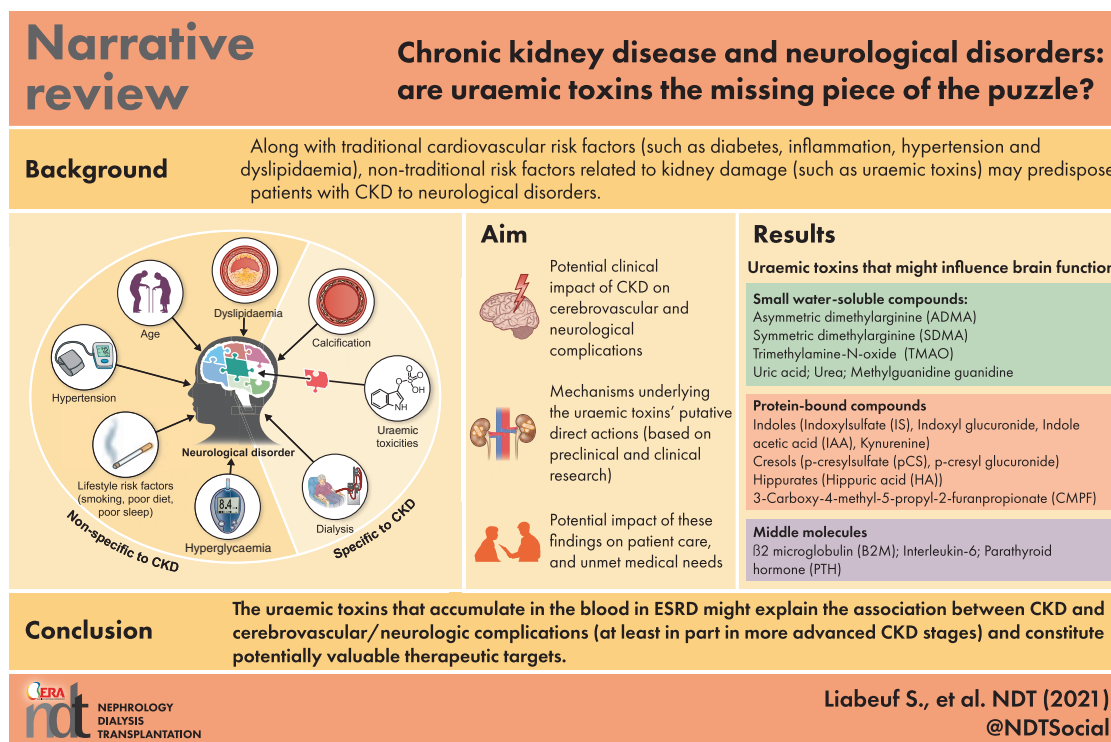 Narrative
review
Chronic kidney disease and neurological disorders:
are uraemic toxins the missing piece of the puzzle?
Background
Along with traditional cardiovascular risk factors (such as diabetes, inflammation, hypertension and
dyslipidaemia), non-traditional risk factors related to kidney damage (such as uraemic toxins) may predispose
patients with CKD to neurological disorders.
Dyslipidaemia
Age
Calcification
Hypertension
OH
NH
Uraemic
toxicities
Neurological disorder
Lifestyle risk factors
(smoking, poor diet,
poor sleep)
8.4
Hyperglycaemia
Dialysis
Non-specific to CKD
Specific to CKD
Aim
Potential clinical
impact of CKD on
cerebrovascular and
neurological
complications
Mechanisms underlying
the uraemic toxins' putative
direct actions (based on
preclinical and clinical
research)
Potential impact of these
findings on patient care,
and unmet medical needs
Results
Uraemic toxins that might influence brain function
Small water-soluble compounds:
Asymmetric dimethylarginine (ADMA)
Symmetric dimethylarginine (SDMA)
Trimethylamine-N-oxide (TMAO)
Uric acid; Urea; Methylguanidine guanidine
Protein-bound compounds
Indoles (Indoxylsulfate (IS), Indoxyl glucuronide, Indole
acetic acid (IAA), Kynurenine)
Cresols (p-cresylsulfate (pCS), p-cresyl glucuronide)
Hippurates (Hippuric acid (HA))
3-Carboxy-4-methyl-5-propyl-2-furanpropionate (CMPF)
Middle molecules
ß2 microglobulin (B2M); Interleukin-6; Parathyroid
hormone (PTH)
Conclusion
The uraemic toxins that accumulate in the blood in ESRD might explain the association between CKD and
cerebrovascular/neurologic complications (at least in part in more advanced CKD stages) and constitute
potentially valuable therapeutic targets.
ERA
ndt
NEPHROLOGY
DIALYSIS
TRANSPLANTATION
Liabeuf S., et al. NDT (2021)
@NDTSocial